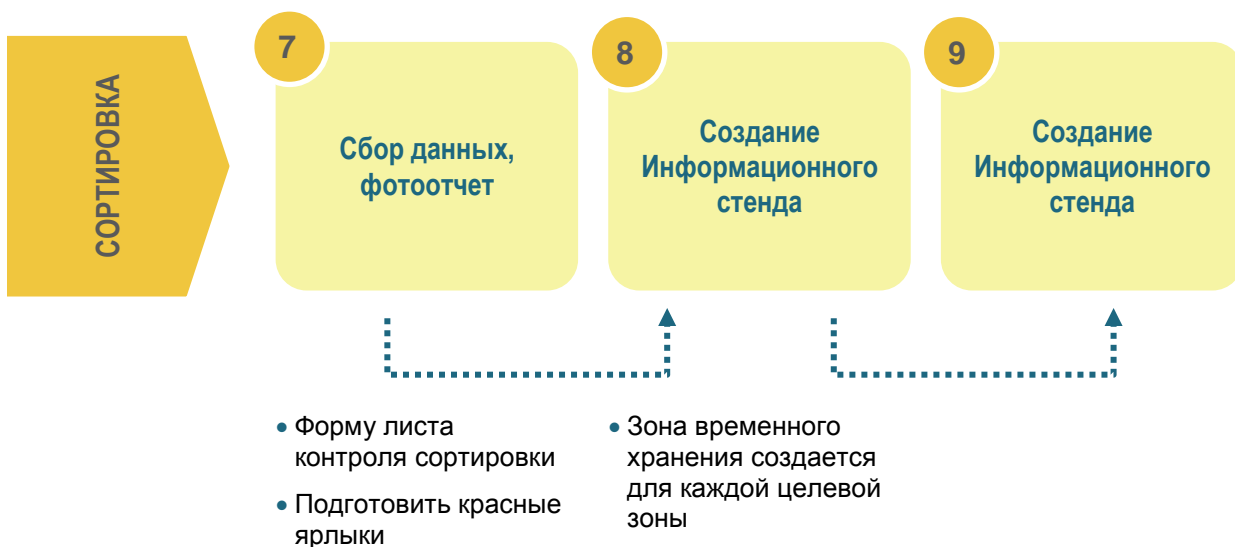 СОРТИРОВКА
7
Сбор данных,
фотоотчет
8
Создание
Информационного
стенда
9
Создание
Информационного
стенда
• Форму листа
контроля сортировки
• Подготовить красные
ярлыки
• Зона временного
хранения создается
для каждой целевой
зоны